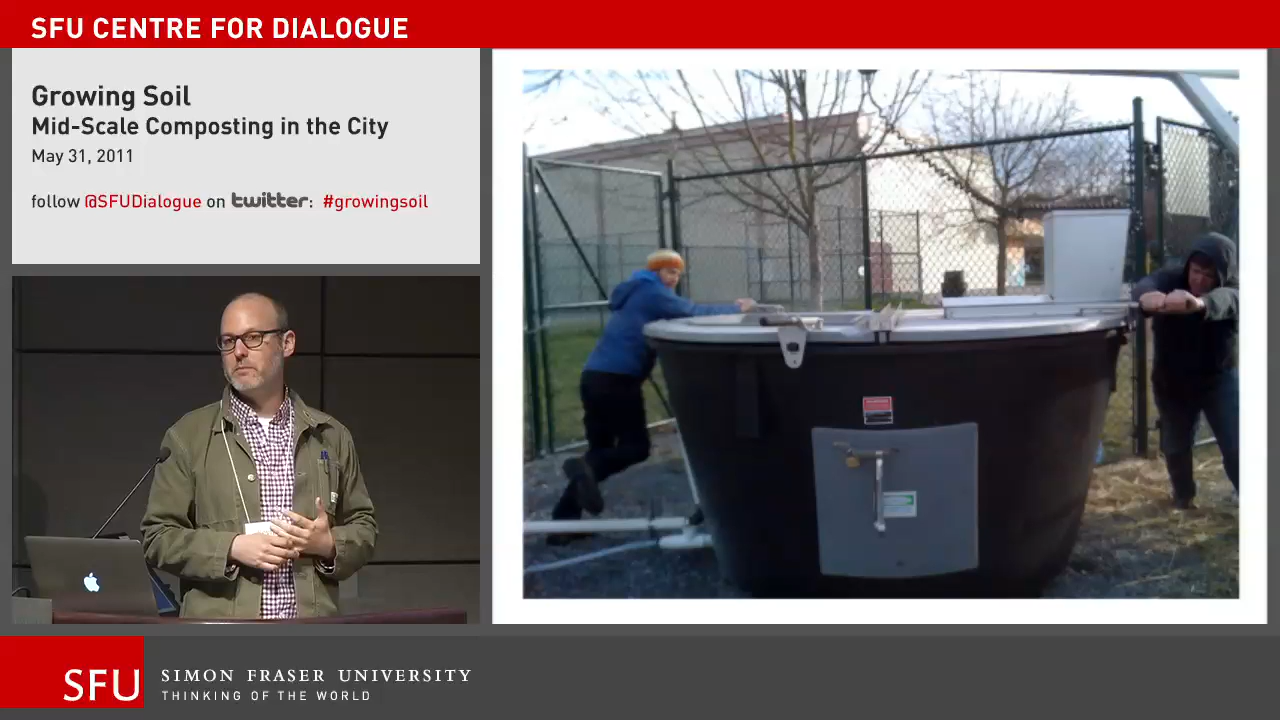 SFU CENTRE FOR DIALOGUE
Growing Soil
Mid-Scale Composting in the City
May 31, 2011
follow @SFUDialogue on twitter: #growingsoil
SFU
SIMON FRASER UNIVERSITY
THINKING OF THE WORLD